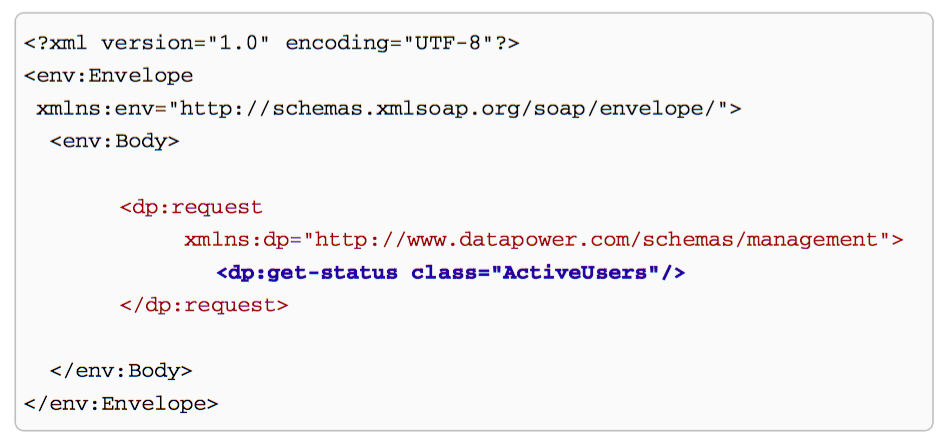 <?xml version="1.0" encoding="UTF-8"?>
<env:Envelope
xmlns:env="http://schemas.xmlsoap.org/soap/envelope/">
<env:Body>
<dp:request
xmlns:dp="http://www.datapower.com/schemas/management">
<dp:get-status class="ActiveUsers"/>
</dp:request>
</env:Body>
</env:Envelope>